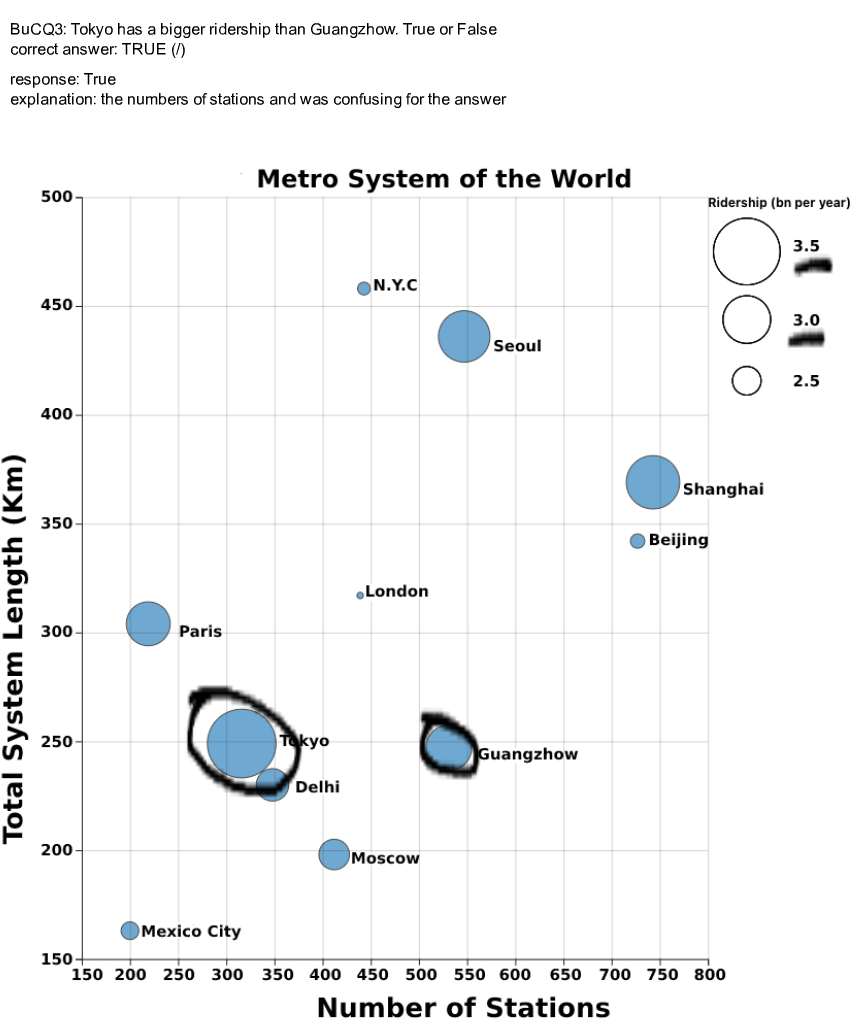 BuCQ3: Tokyo has a bigger ridership than Guangzhow. True or False
correct answer: TRUE (/)
response: True
explanation: the numbers of stations and was confusing for the answer
Metro System of the World
Ridership (bn per year)
3.5
3.0
2.5
Total System Length (Km)
500
450
400
350
300
250
200
150
N.Y.C
Seoul
Shanghai
Beijing
London
Paris
Tokyo
Guangzhow
Delhi
Moscow
Mexico City
150 200 250 300 350 400 450 500 550 600 650 700 750 800
Number of Stations